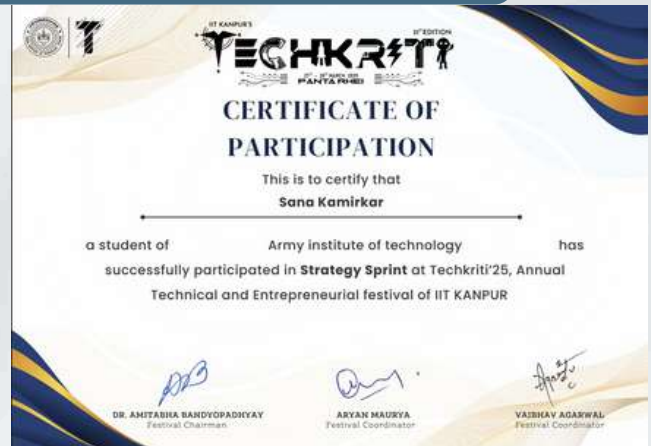 IIT KANPUR'S
TECHKRITI
PANTA RHEI
CERTIFICATE OF
PARTICIPATION
This is to certify that
Sana Kamirkar
a student of Army institute of technology has
successfully participated in Strategy Sprint at Techkriti'25, Annual
Technical and Entrepreneurial festival of IIT KANPUR
DR. AMITABHA BANDYOPADHYAY ARYAN MAURYA VAIBHAV AGARWAL
Festival Chairman Festival Coordinator Festival Coordinator